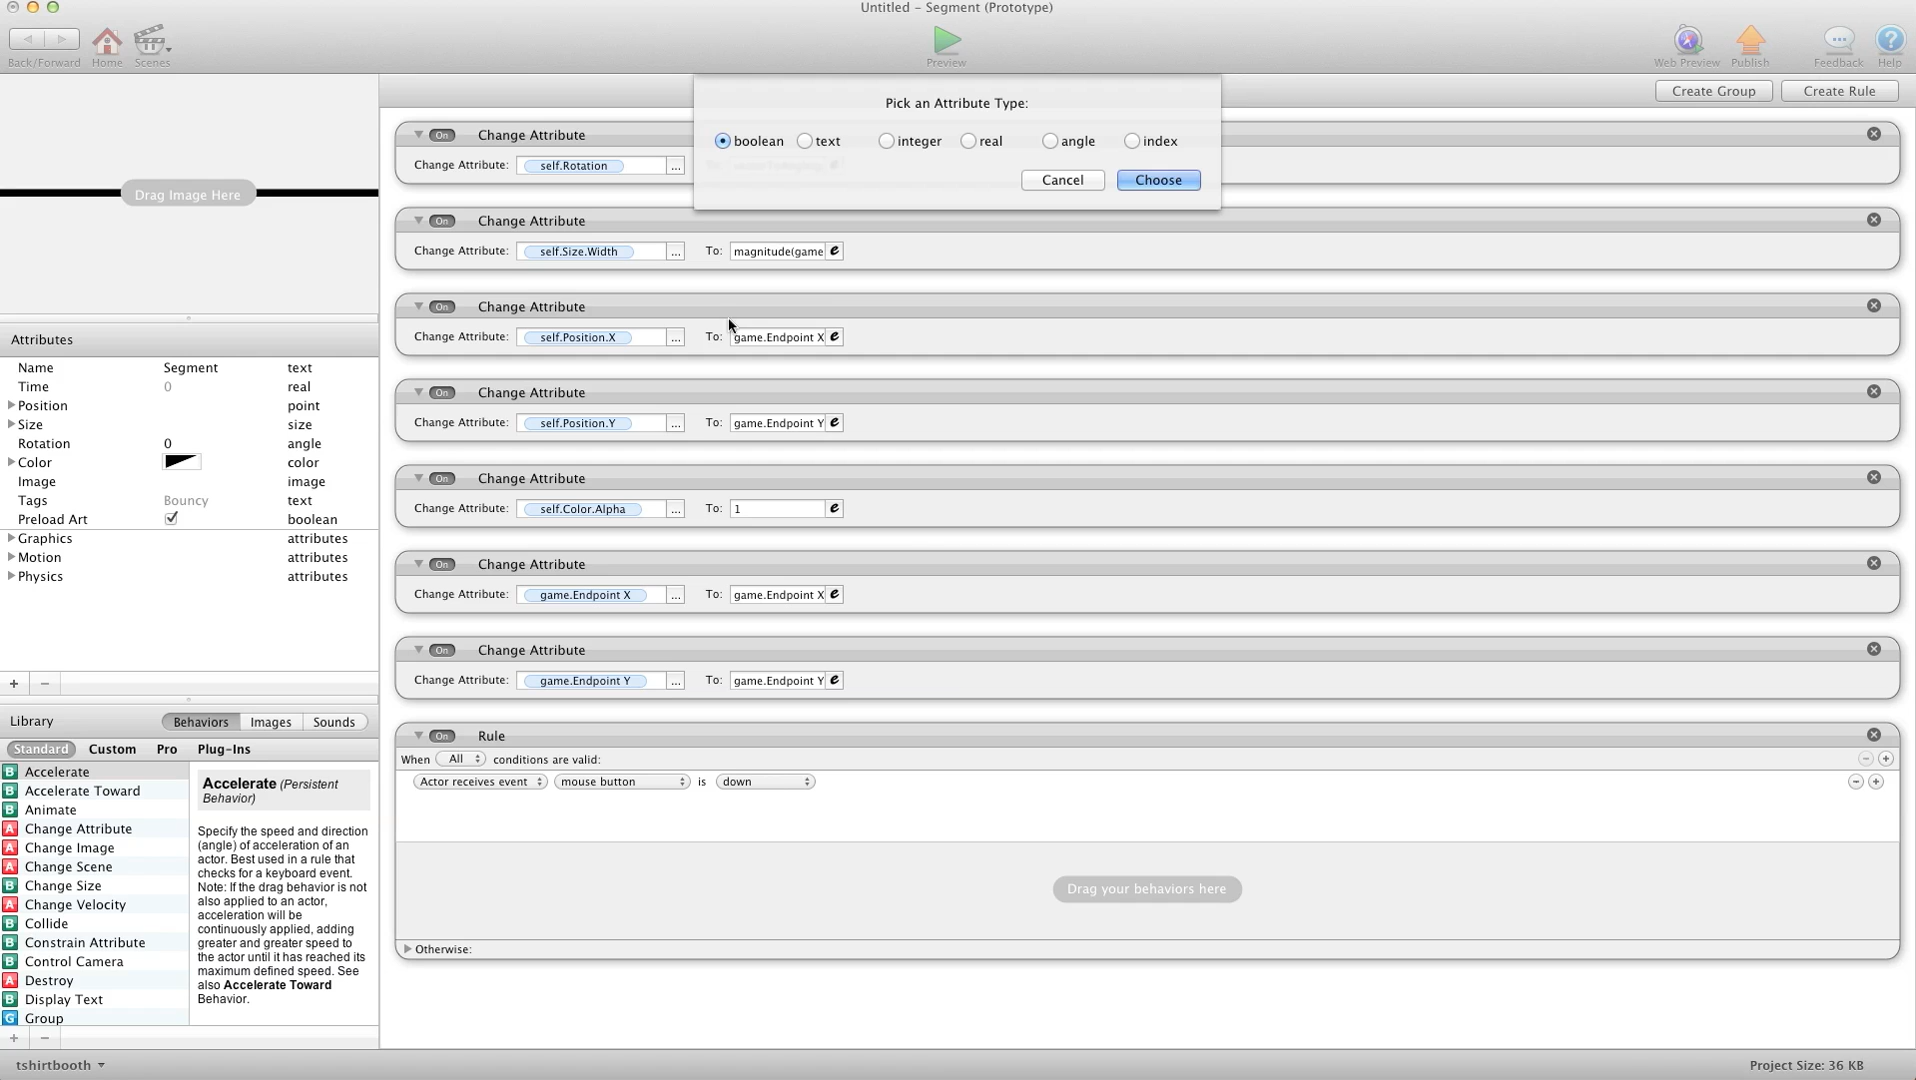 Untitled – Segment (Prototype)
Back/Forward Home Scenes Preview Web Preview Publish Feedback Help
Create Group Create Rule
Pick an Attribute Type:
boolean text integer real angle index
Cancel Choose
Drag Image Here
Attributes
Name Segment text
Time 0 real
Position point
Size size
Rotation 0 angle
Color color
Image image
Tags Bouncy text
Preload Art boolean
Graphics attributes
Motion attributes
Physics attributes
+ −
Library Behaviors Images Sounds
Standard Custom Pro Plug-Ins
B Accelerate
B Accelerate Toward
B Animate
A Change Attribute
A Change Image
A Change Scene
B Change Size
A Change Velocity
B Collide
B Constrain Attribute
B Control Camera
A Destroy
B Display Text
G Group
Accelerate (Persistent
Behavior)
Specify the speed and direction
(angle) of acceleration of an
actor. Best used in a rule that
checks for a keyboard event.
Note: If the drag behavior is not
also applied to an actor,
acceleration will be
continuously applied, adding
greater and greater speed to
the actor until it has reached its
maximum defined speed. See
also Accelerate Toward
Behavior.
+ −
On Change Attribute
Change Attribute: self.Rotation ...
On Change Attribute
Change Attribute: self.Size.Width ... To: magnitude(game e
On Change Attribute
Change Attribute: self.Position.X ... To: game.Endpoint X e
On Change Attribute
Change Attribute: self.Position.Y ... To: game.Endpoint Y e
On Change Attribute
Change Attribute: self.Color.Alpha ... To: 1 e
On Change Attribute
Change Attribute: game.Endpoint X ... To: game.Endpoint X e
On Change Attribute
Change Attribute: game.Endpoint Y ... To: game.Endpoint Y e
On Rule
When All conditions are valid:
Actor receives event mouse button is down
Drag your behaviors here
Otherwise:
tshirtbooth Project Size: 36 KB